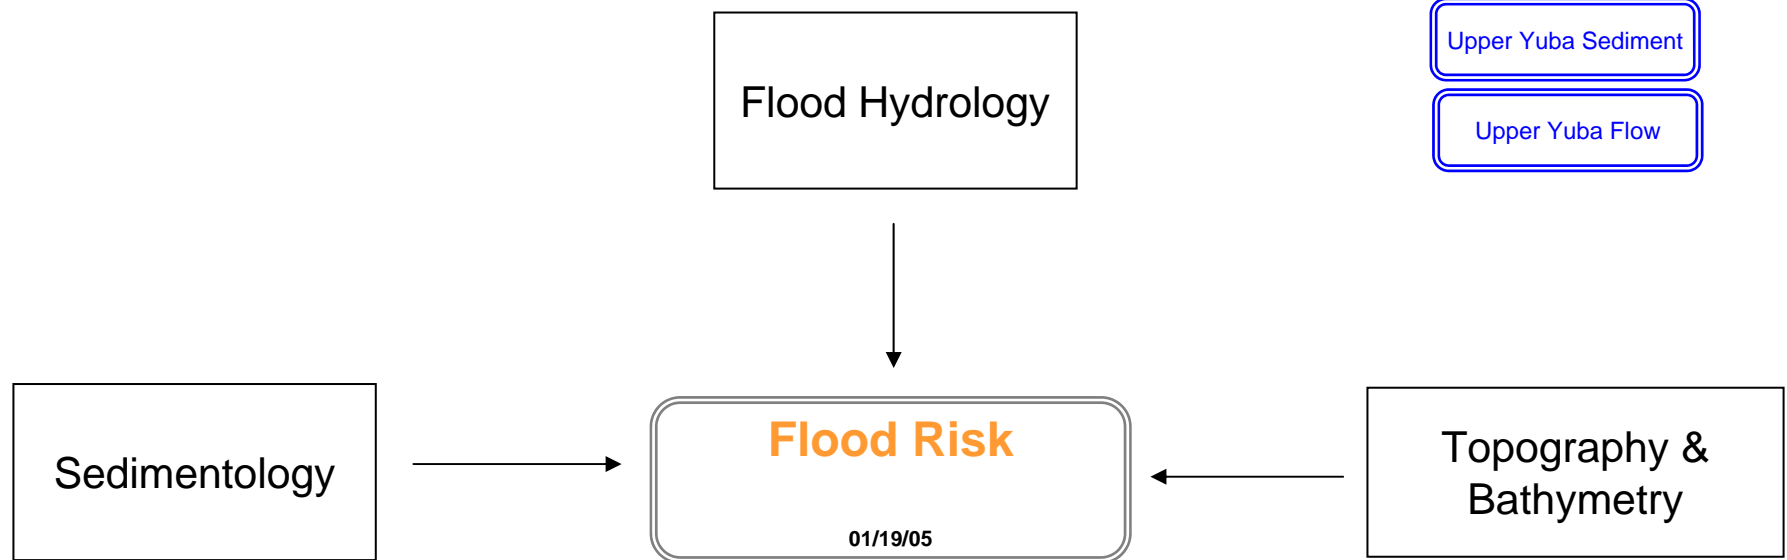 Upper Yuba Sediment
Flood Hydrology
Upper Yuba Flow
Flood Risk
Sedimentology
Topography &
Bathymetry
01/19/05